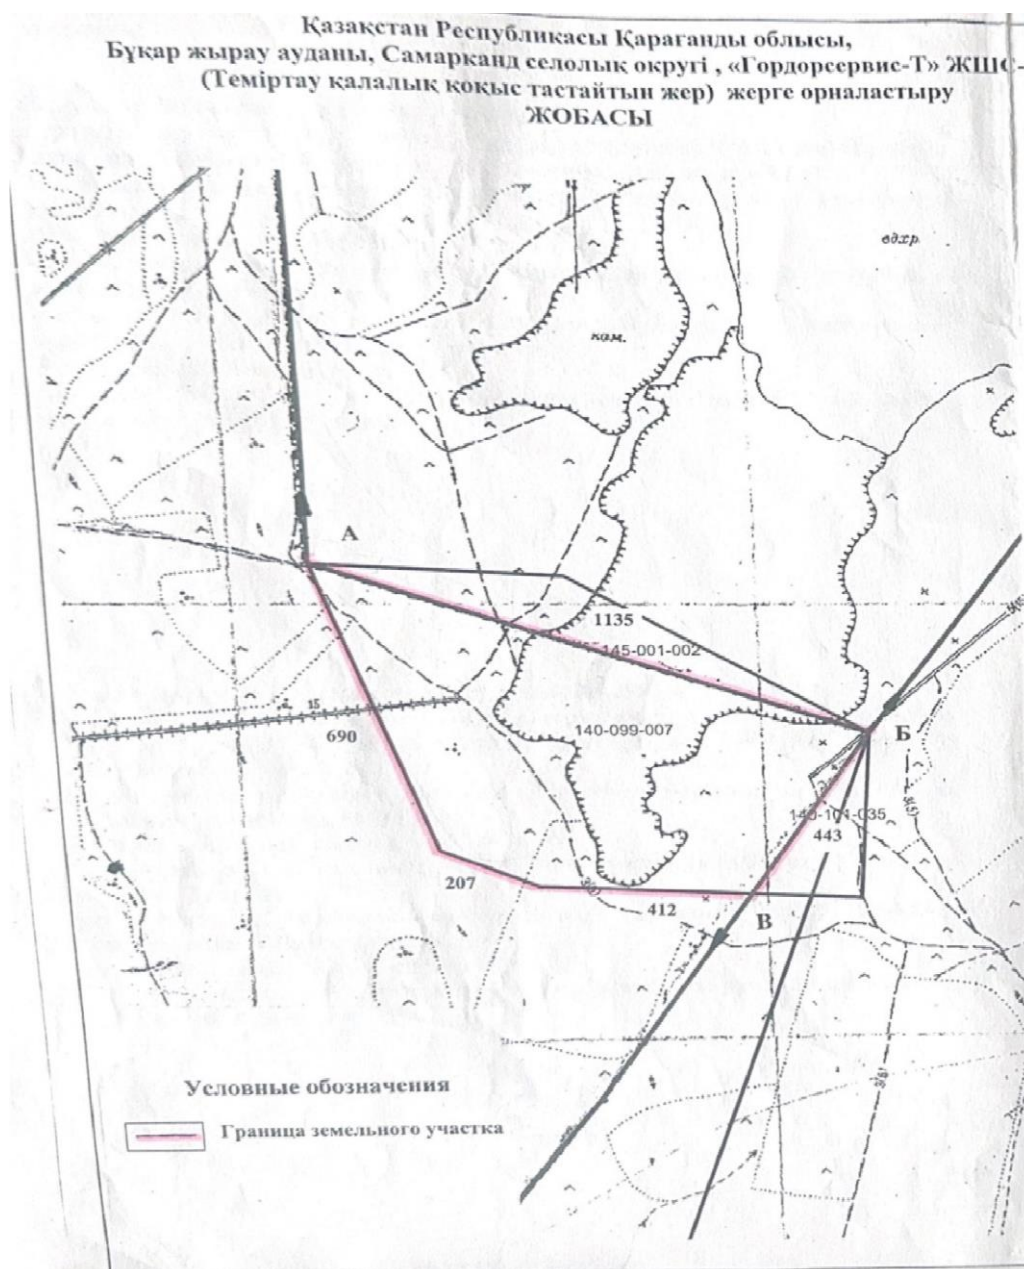 Қазақстан Республикасы Қарағанды облысы,
Бұқар жырау ауданы, Самарканд селолық округі , «Гордорсервис-Т» ЖШС-
(Теміртау қалалық қоқыс тастайтын жер) жерге орналастыру
ЖОБАСЫ
вдхр.
кам.
А
1135
145-001-002
15
690
140-099-007
Б
140-101-035
443
207
412
В
Условные обозначения
Граница земельного участка